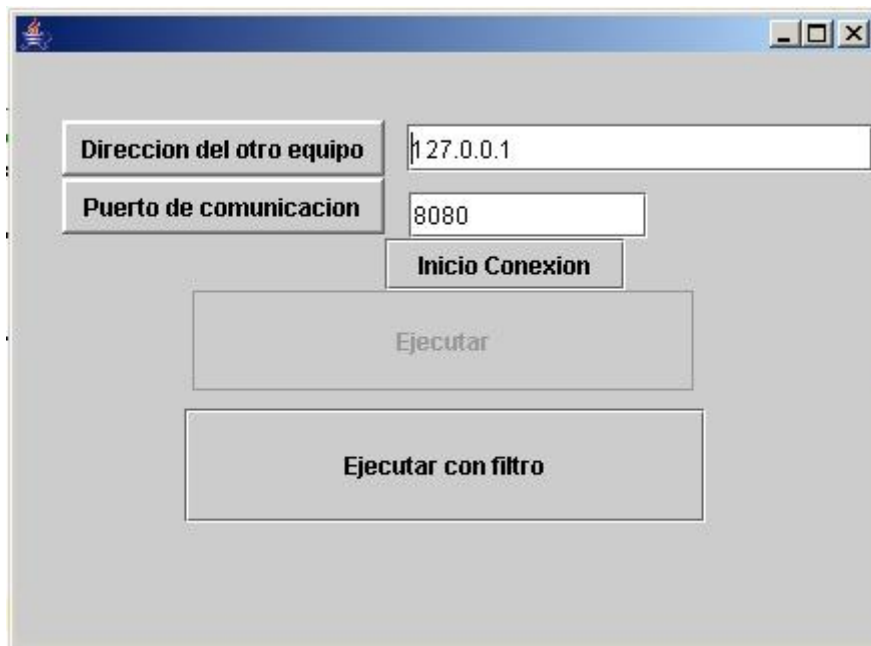 Direccion del otro equipo
127.0.0.1
Puerto de comunicacion
8080
Inicio Conexion
Ejecutar
Ejecutar con filtro